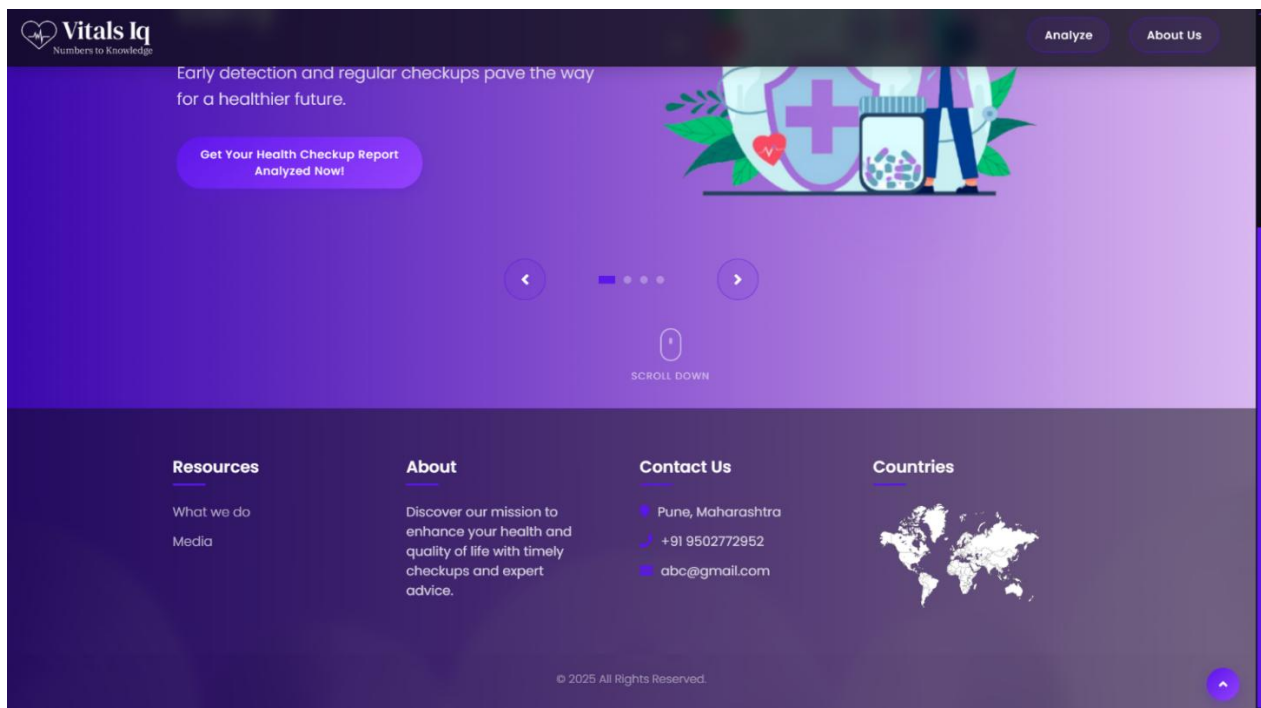 Vitals Iq
Numbers to Knowledge
Analyze
About Us
Early detection and regular checkups pave the way
for a healthier future.
Get Your Health Checkup Report
Analyzed Now!
SCROLL DOWN
Resources
What we do
Media
About
Discover our mission to
enhance your health and
quality of life with timely
checkups and expert
advice.
Contact Us
Pune, Maharashtra
+91 9502772952
abc@gmail.com
Countries
© 2025 All Rights Reserved.